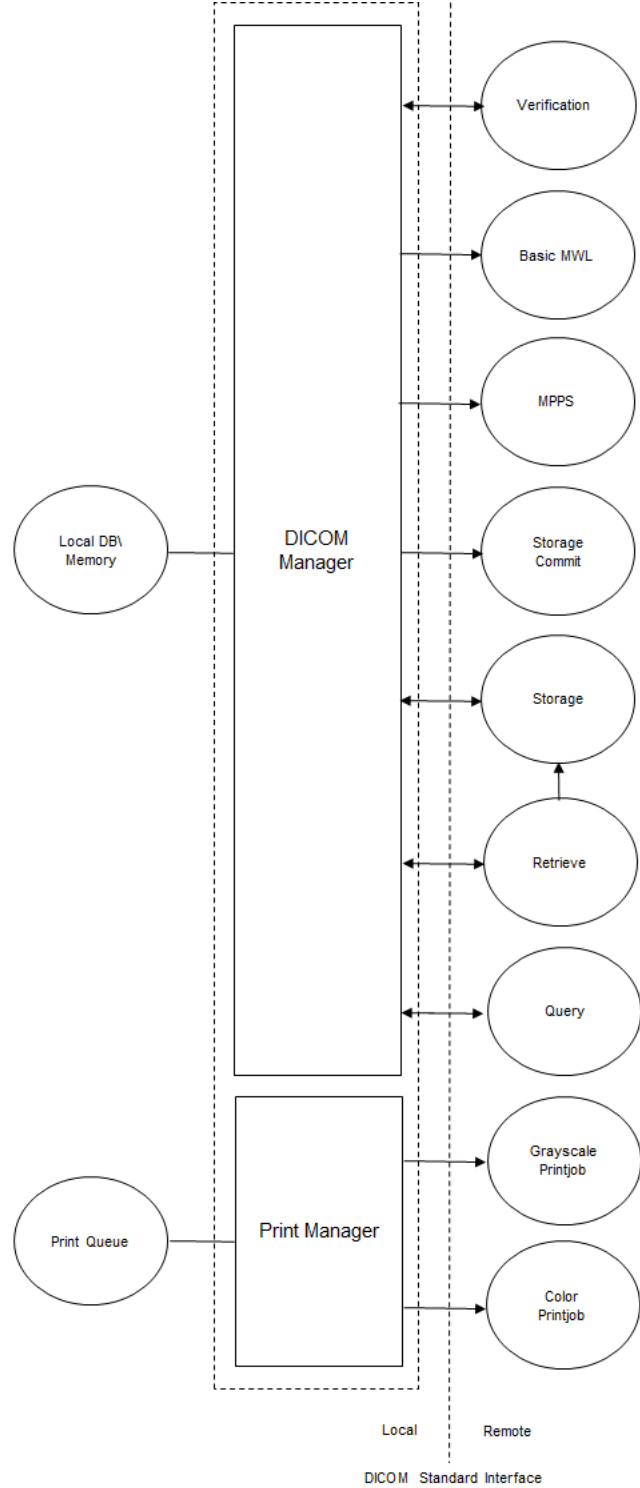 Verification
Basic MWL
MPPS
Local DB\
Memory
DICOM
Manager
Storage
Commit
Storage
Retrieve
Query
Grayscale
Printjob
Print Queue
Print Manager
Color
Printjob
Local Remote
DICOM Standard Interface